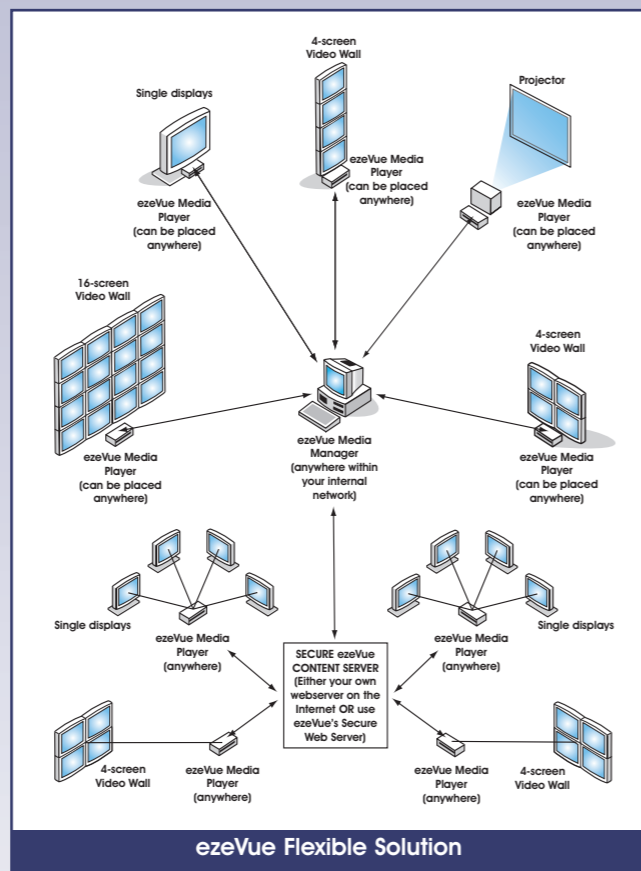 4-screen
Video Wall
Single displays
Projector
ezeVue Media
Player
(can be placed
anywhere)
ezeVue Media
Player
(can be placed
anywhere)
ezeVue Media
Player
(can be placed
anywhere)
16-screen
Video Wall
4-screen
Video Wall
ezeVue Media
Player
(can be placed
anywhere)
ezeVue Media
Manager
(anywhere within
your internal
network)
ezeVue Media
Player
(can be placed
anywhere)
Single displays
ezeVue Media
Player
(anywhere)
SECURE ezeVue
CONTENT SERVER
(Either your own
webserver on the
Internet OR use
ezeVue's Secure
Web Server)
ezeVue Media
Player
(anywhere)
Single displays
4-screen
Video Wall
ezeVue Media
Player
(anywhere)
ezeVue Media
Player
(anywhere)
4-screen
Video Wall
ezeVue Flexible Solution